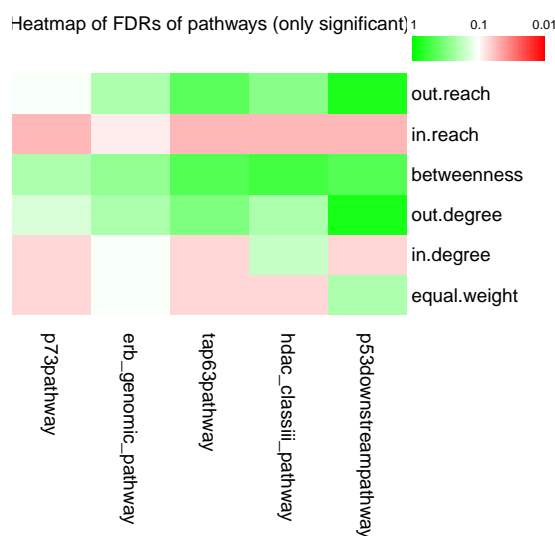 Heatmap of FDRs of pathways (only significant)
1 0.1 0.01
out.reach
in.reach
betweenness
out.degree
in.degree
equal.weight
p73pathway
erb_genomic_pathway
tap63pathway
hdac_classiii_pathway
p53downstreampathway